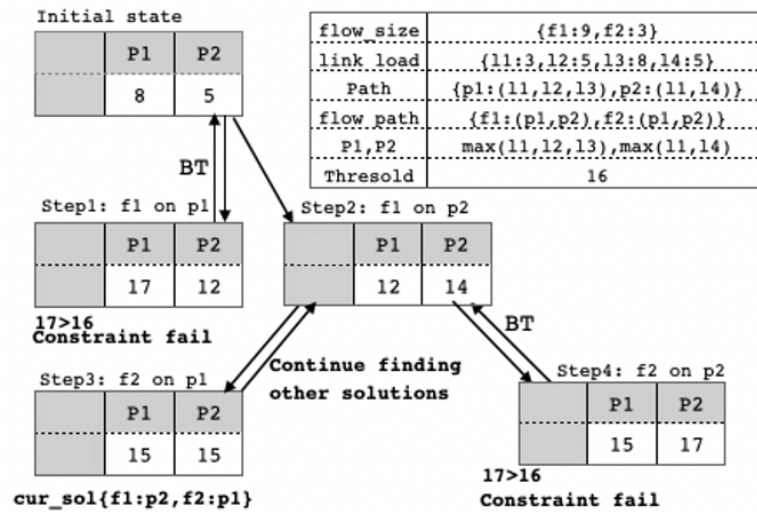 Initial state
P1 P2
8 5
flow_size {f1:9,f2:3}
link_load {l1:3,l2:5,l3:8,l4:5}
Path {p1:(l1,l2,l3),p2:(l1,l4)}
flow_path {f1:(p1,p2),f2:(p1,p2)}
P1,P2 max(l1,l2,l3),max(l1,l4)
Thresold 16
BT
Step1: f1 on p1
P1 P2
17 12
17>16
Constraint fail
Step2: f1 on p2
P1 P2
12 14
BT
Continue finding
other solutions
Step3: f2 on p1
P1 P2
15 15
cur_sol{f1:p2,f2:p1}
Step4: f2 on p2
P1 P2
15 17
17>16
Constraint fail